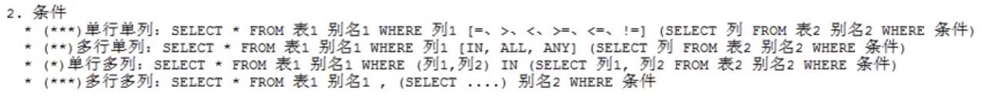 2. 条件
* (***)单行单列：SELECT * FROM 表1 别名1 WHERE 列1 [=、>、<、>=、<=、!=] (SELECT 列 FROM 表2 别名2 WHERE 条件)
* (**)多行单列：SELECT * FROM 表1 别名1 WHERE 列1 [IN, ALL, ANY] (SELECT 列 FROM 表2 别名2 WHERE 条件)
* (*)单行多列：SELECT * FROM 表1 别名1 WHERE (列1,列2) IN (SELECT 列1, 列2 FROM 表2 别名2 WHERE 条件)
* (***)多行多列：SELECT * FROM 表1 别名1 , (SELECT ....) 别名2 WHERE 条件